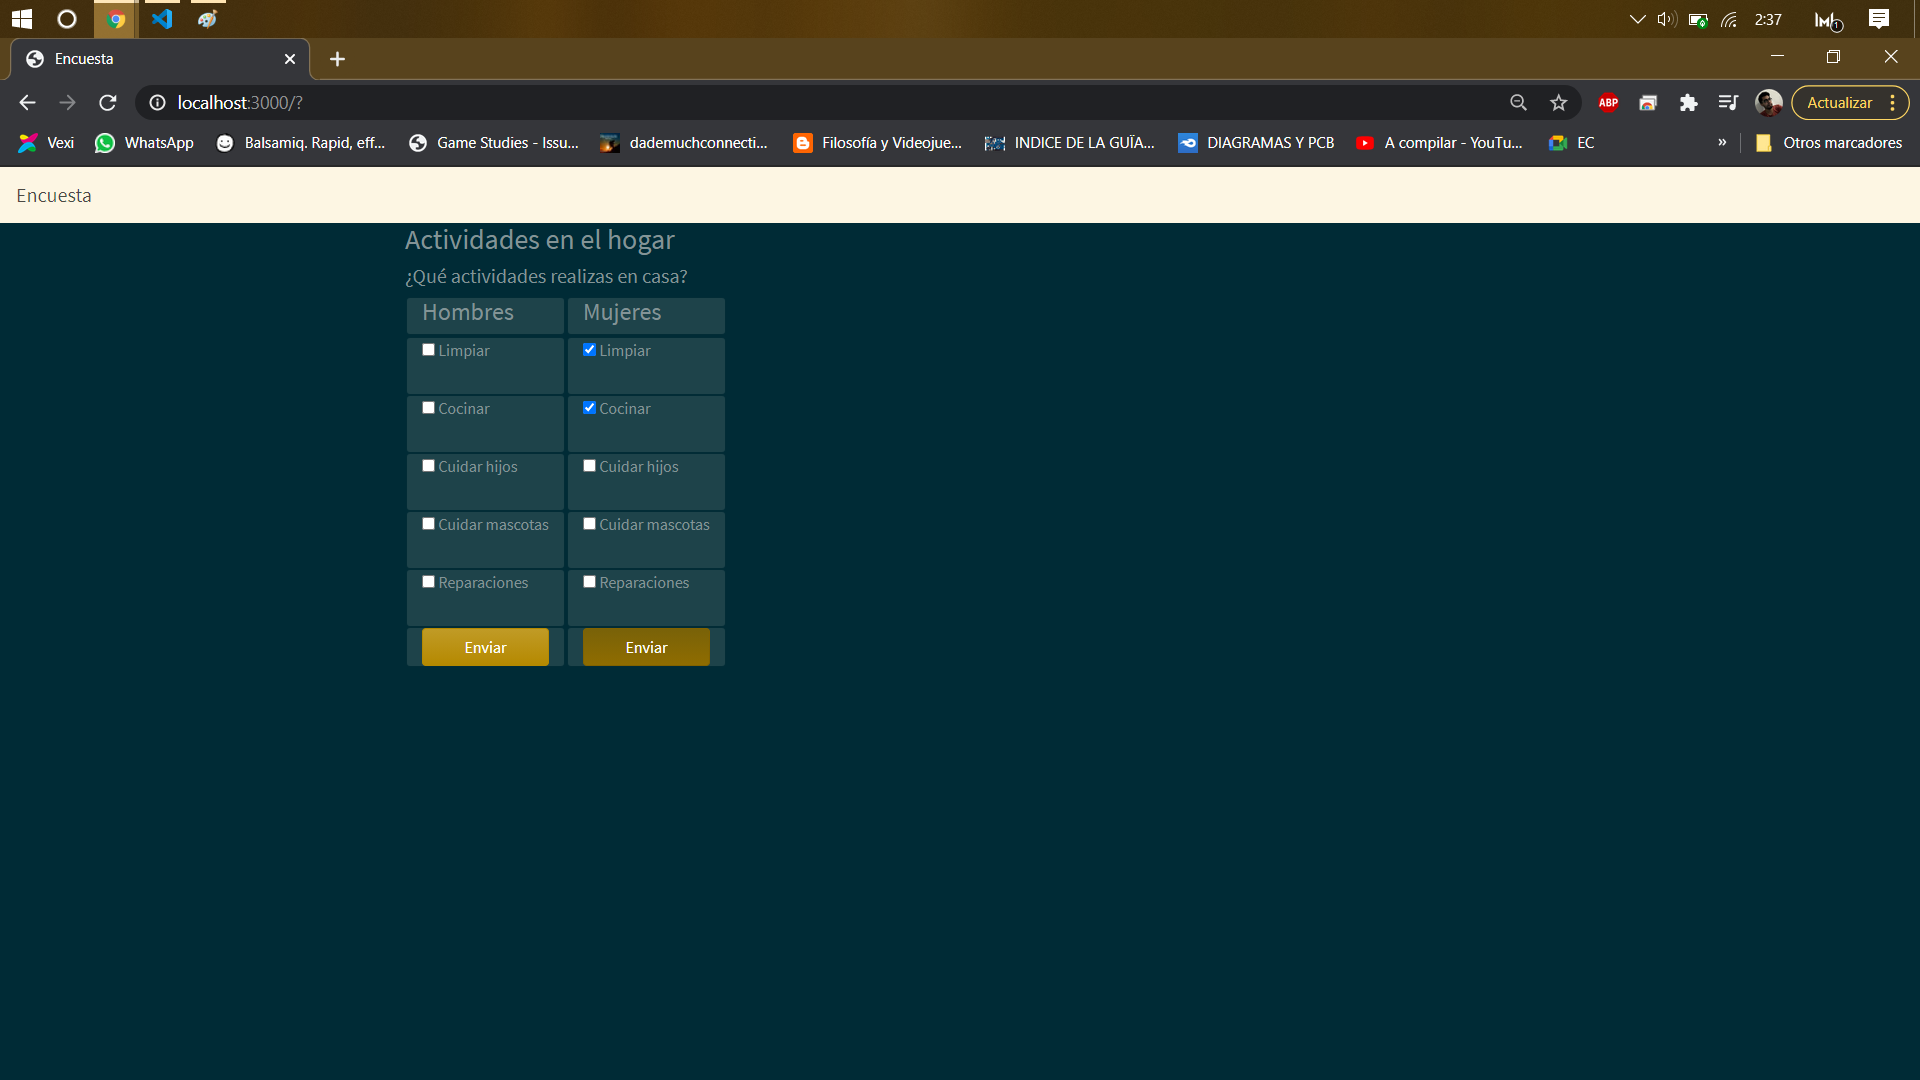 2:37
1
Encuesta
localhost:3000/?
ABP
Actualizar
Vexi
WhatsApp
Balsamiq. Rapid, eff...
Game Studies - Issu...
dademuchconnecti...
Filosofía y Videojue...
INDICE DE LA GUÏA...
DIAGRAMAS Y PCB
A compilar - YouTu...
EC
»
Otros marcadores
Encuesta
Actividades en el hogar
¿Qué actividades realizas en casa?
Hombres Mujeres
Limpiar Limpiar
Cocinar Cocinar
Cuidar hijos Cuidar hijos
Cuidar mascotas Cuidar mascotas
Reparaciones Reparaciones
Enviar Enviar